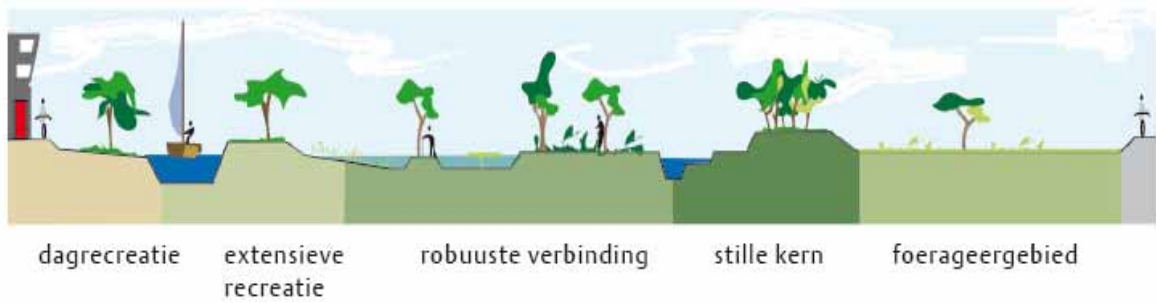 dagrecreatie
extensieve
recreatie
robuuste verbinding
stille kern
foerageergebied